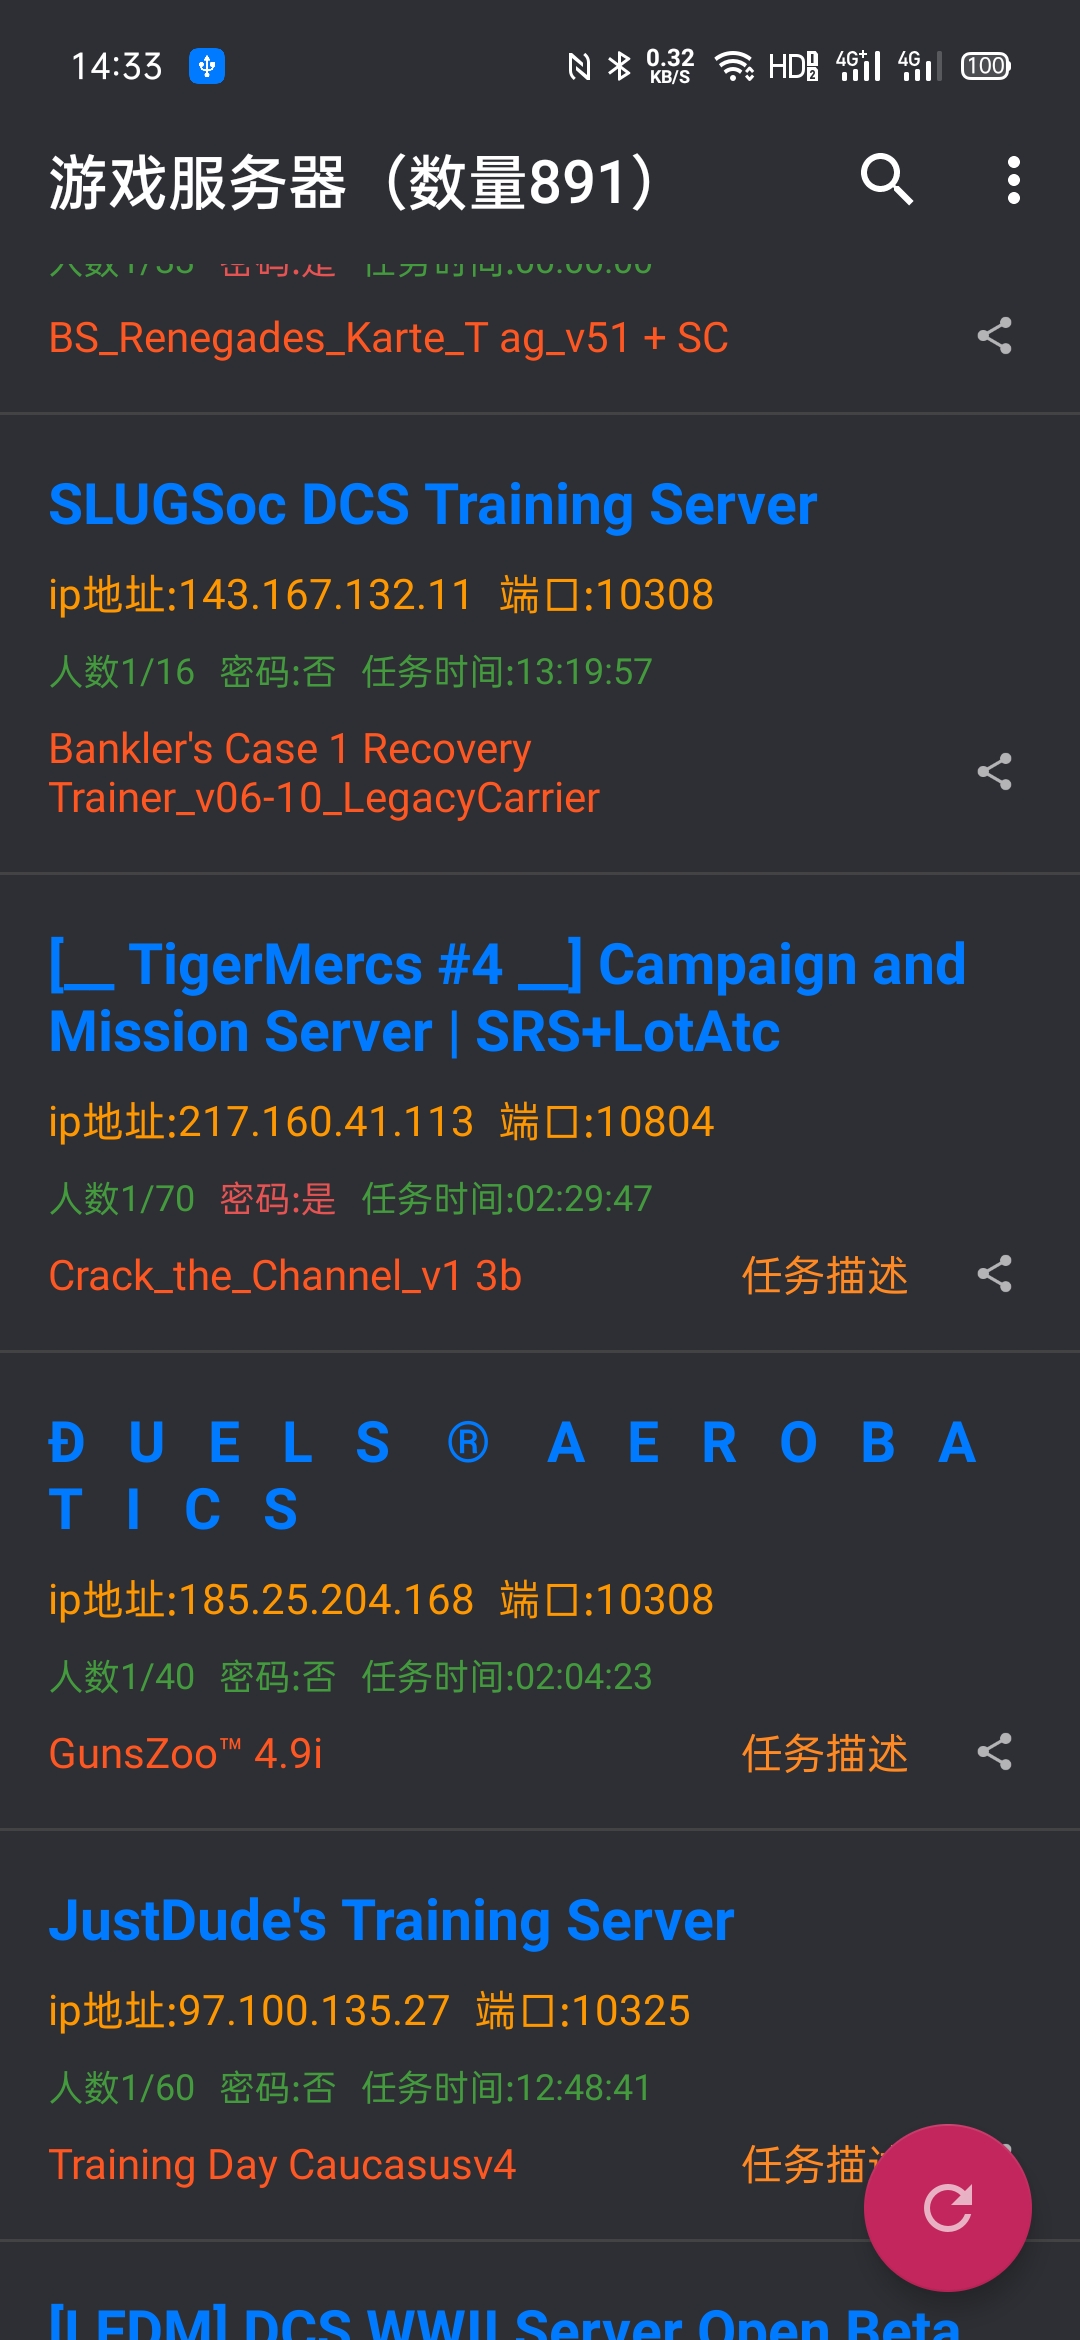 14:33 0.32 KB/S HD 1 2 4G+ 4G 100
游戏服务器（数量891）
BS_Renegades_Karte_T ag_v51 + SC
SLUGSoc DCS Training Server
ip地址:143.167.132.11 端口:10308
人数1/16 密码:否 任务时间:13:19:57
Bankler's Case 1 Recovery
Trainer_v06-10_LegacyCarrier
[__ TigerMercs #4 __] Campaign and
Mission Server | SRS+LotAtc
ip地址:217.160.41.113 端口:10804
人数1/70 密码:是 任务时间:02:29:47
Crack_the_Channel_v1 3b 任务描述
Đ U E L S ® A E R O B A
T I C S
ip地址:185.25.204.168 端口:10308
人数1/40 密码:否 任务时间:02:04:23
GunsZoo™ 4.9i 任务描述
JustDude's Training Server
ip地址:97.100.135.27 端口:10325
人数1/60 密码:否 任务时间:12:48:41
Training Day Caucasusv4 任务描述
[LFDM] DCS WWII Server Open Beta